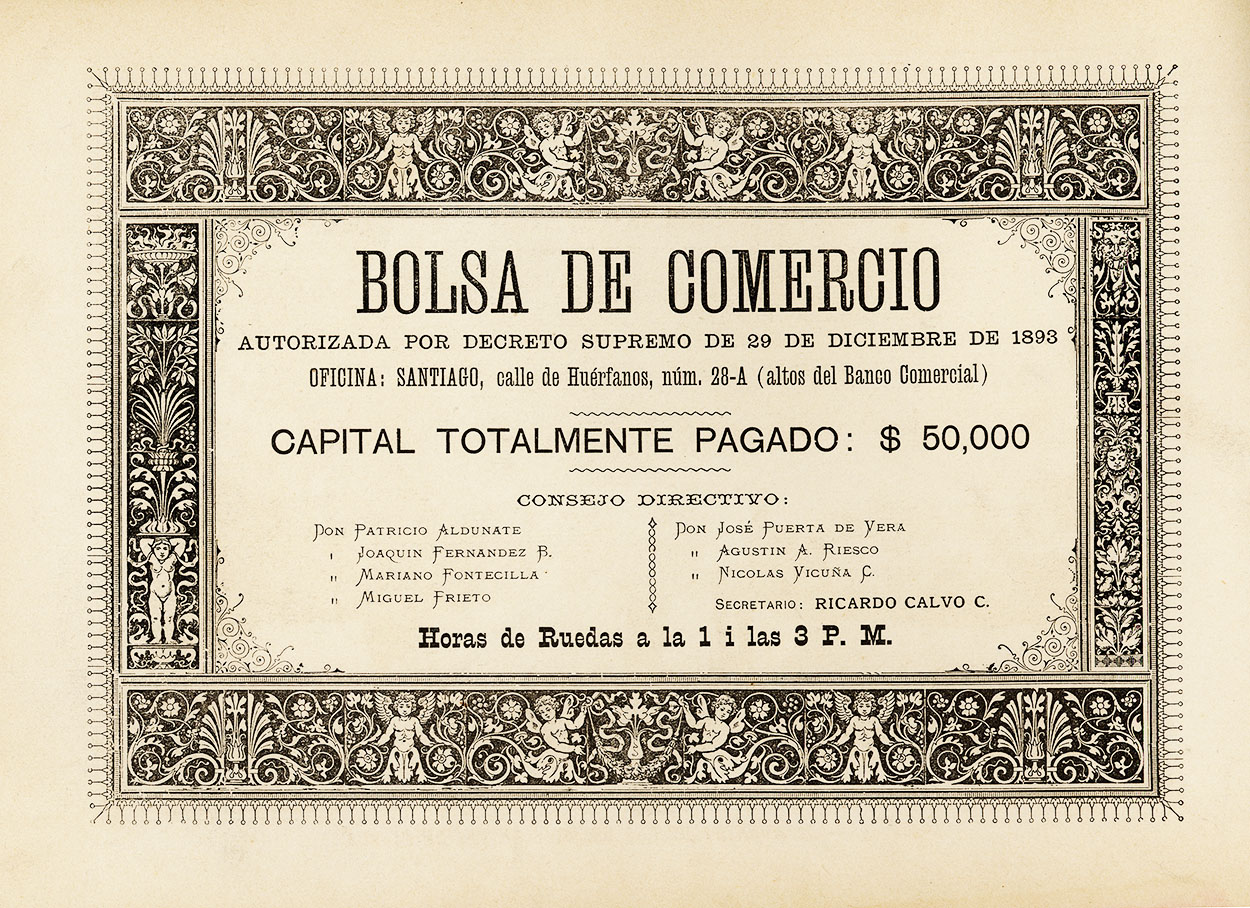 BOLSA DE COMERCIO
AUTORIZADA POR DECRETO SUPREMO DE 29 DE DICIEMBRE DE 1893
OFICINA: SANTIAGO, calle de Huérfanos, núm. 28-A (altos del Banco Comercial)
CAPITAL TOTALMENTE PAGADO: $ 50,000
CONSEJO DIRECTIVO:
DON PATRICIO ALDUNATE
" JOAQUIN FERNANDEZ B.
" MARIANO FONTECILLA
" MIGUEL PRIETO
DON JOSÉ PUERTA DE VERA
" AGUSTIN A. RIESCO
" NICOLAS VICUÑA C.
SECRETARIO: RICARDO CALVO C.
Horas de Ruedas a la 1 i las 3 P. M.